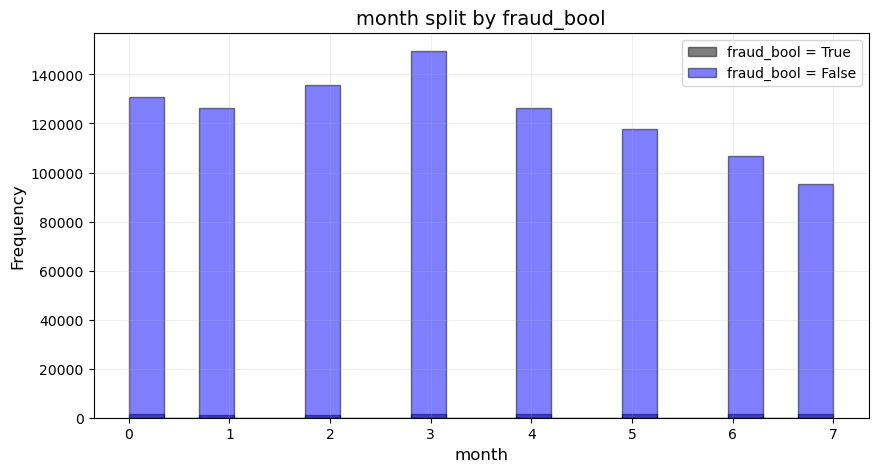 month split by fraud_bool
fraud_bool = True
fraud_bool = False
140000
120000
100000
80000
60000
40000
20000
0
Frequency
0 1 2 3 4 5 6 7
month